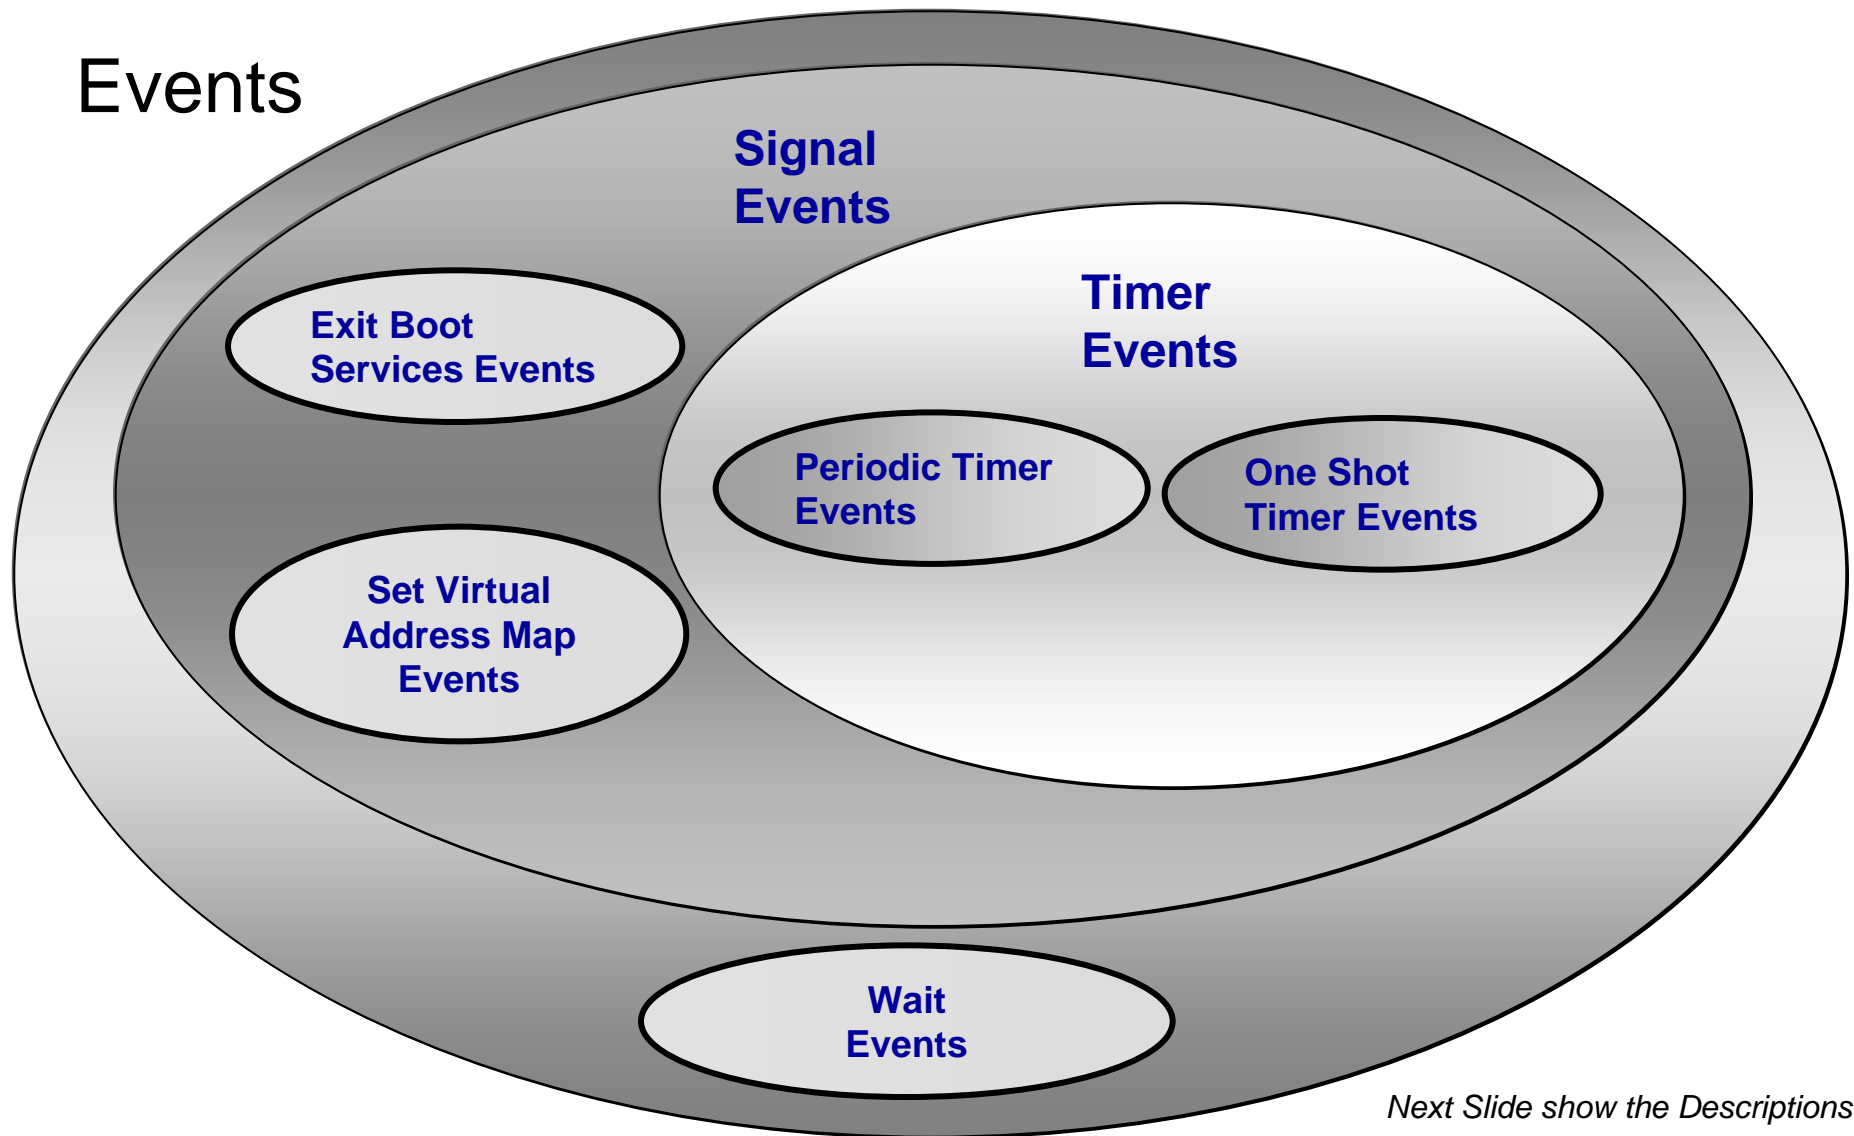 Events
Signal
Events
Timer
Events
Exit Boot
Services Events
Periodic Timer
Events
One Shot
Timer Events
Set Virtual
Address Map
Events
Wait
Events
Next Slide show the Descriptions